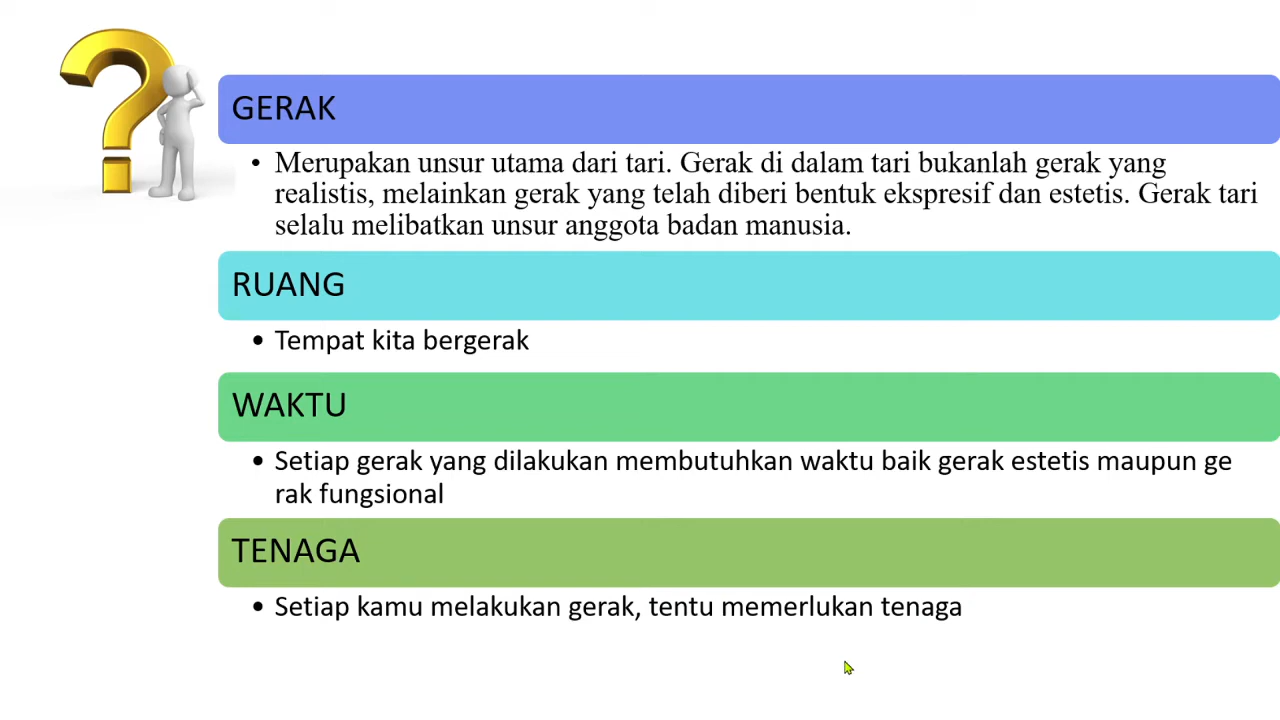 GERAK
• Merupakan unsur utama dari tari. Gerak di dalam tari bukanlah gerak yang
realistis, melainkan gerak yang telah diberi bentuk ekspresif dan estetis. Gerak tari
selalu melibatkan unsur anggota badan manusia.
RUANG
• Tempat kita bergerak
WAKTU
• Setiap gerak yang dilakukan membutuhkan waktu baik gerak estetis maupun ge
rak fungsional
TENAGA
• Setiap kamu melakukan gerak, tentu memerlukan tenaga